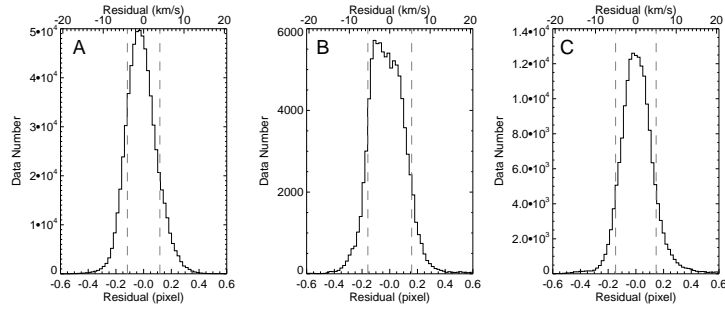 Residual (km/s) Residual (km/s) Residual (km/s)
-20 -10 0 10 20 -20 -10 0 10 20 -20 -10 0 10 20
A B C
5•10⁴ 6000 1.4•10⁴
1.2•10⁴
4•10⁴
1.0•10⁴
4000
3•10⁴
8.0•10³
Data Number Data Number Data Number
6.0•10³
2•10⁴
2000
4.0•10³
1•10⁴
2.0•10³
0 0 0
-0.6 -0.4 -0.2 -0.0 0.2 0.4 0.6 -0.6 -0.4 -0.2 -0.0 0.2 0.4 0.6 -0.6 -0.4 -0.2 -0.0 0.2 0.4 0.6
Residual (pixel) Residual (pixel) Residual (pixel)